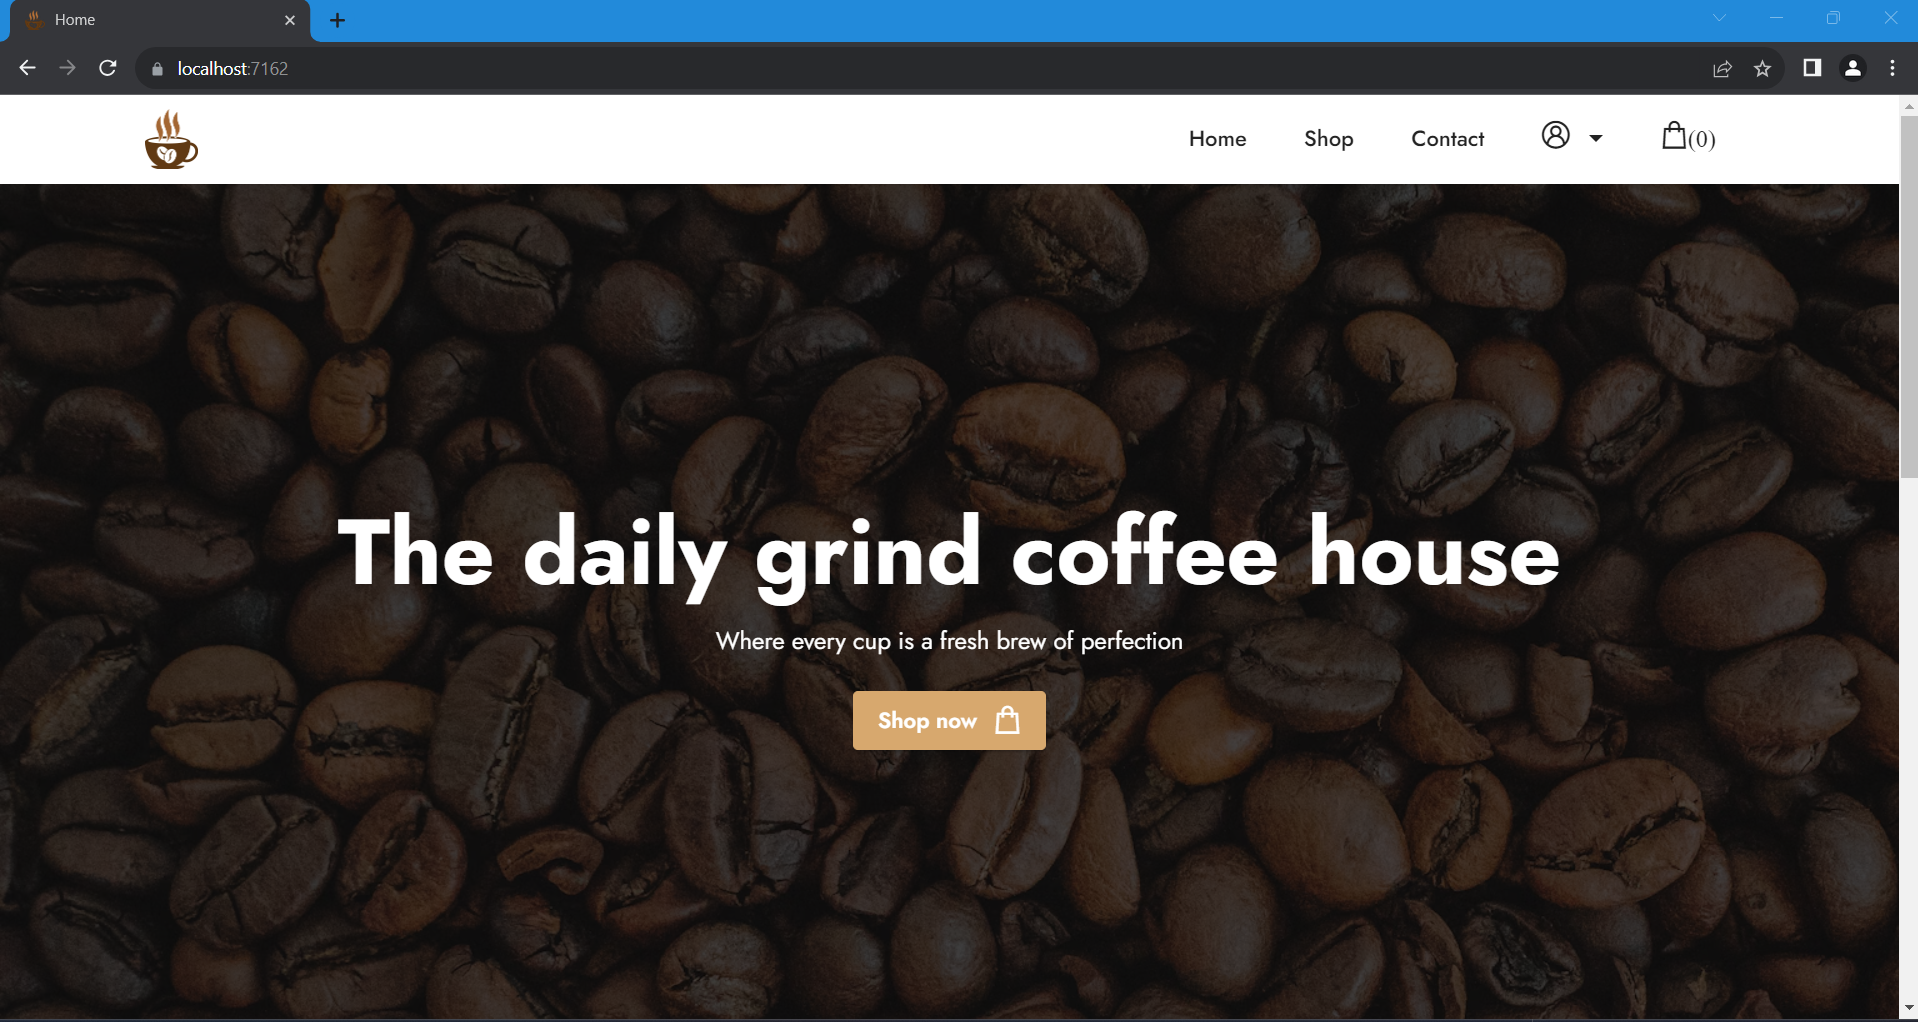 Home
localhost:7162
Home Shop Contact (0)
The daily grind coffee house
Where every cup is a fresh brew of perfection
Shop now